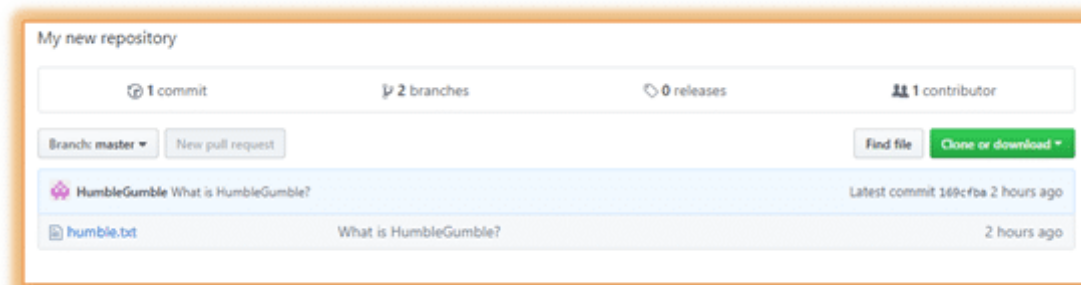 My new repository
1 commit 2 branches 0 releases 1 contributor
Branch: master New pull request Find file Clone or download
HumbleGumble What is HumbleGumble? Latest commit 169cfba 2 hours ago
humble.txt What is HumbleGumble? 2 hours ago